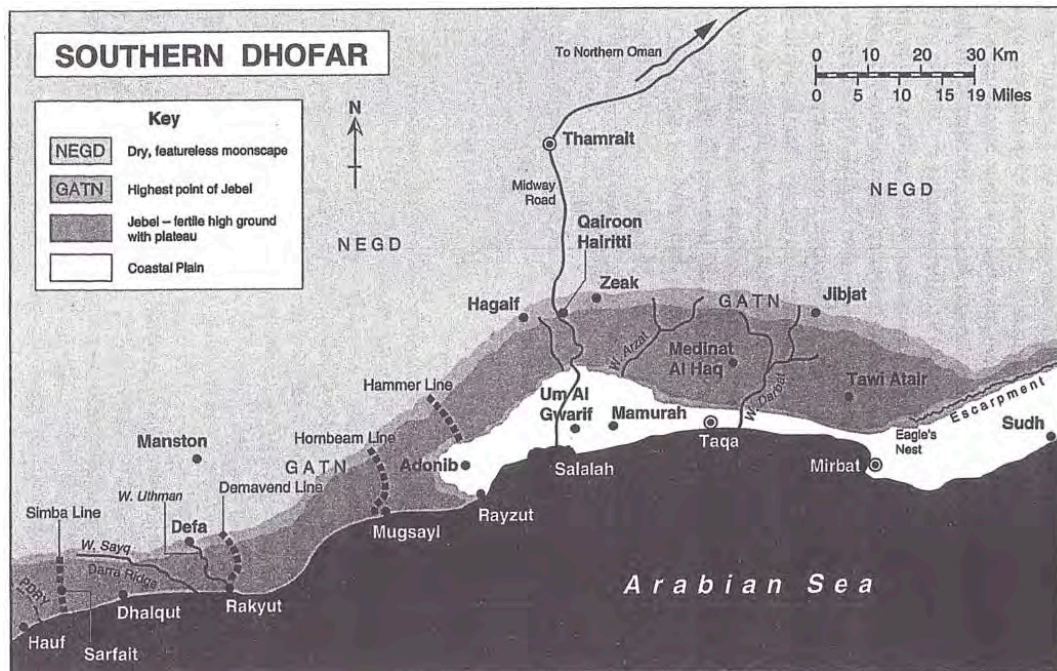 SOUTHERN DHOFAR
To Northern Oman
0 10 20 30 Km
0 5 10 15 19 Miles
Key
NEGD Dry, featureless moonscape
GATN Highest point of Jebel
Jebel – fertile high ground
with plateau
Coastal Plain
N
Thamrait
Midway
Road
NEGD
NEGD
Qairoon
Hairitti
Zeak
Hagaif
GATN
Jibjat
W. Arzat
Medinat
Al Haq
W. Darbat
Tawi Atair
Hammer Line
Um Al
Gwarif
Mamurah
Escarpment
Eagle's
Nest
Sudh
Taqa
Mirbat
Salalah
Hornbeam Line
Adonib
Manston
GATN
Demavend Line
Rayzut
Mugsayl
W. Uthman
Simba Line
Defa
W. Sayq
Darra Ridge
PDRY
Dhalqut
Rakyut
Hauf
Sarfait
Arabian Sea